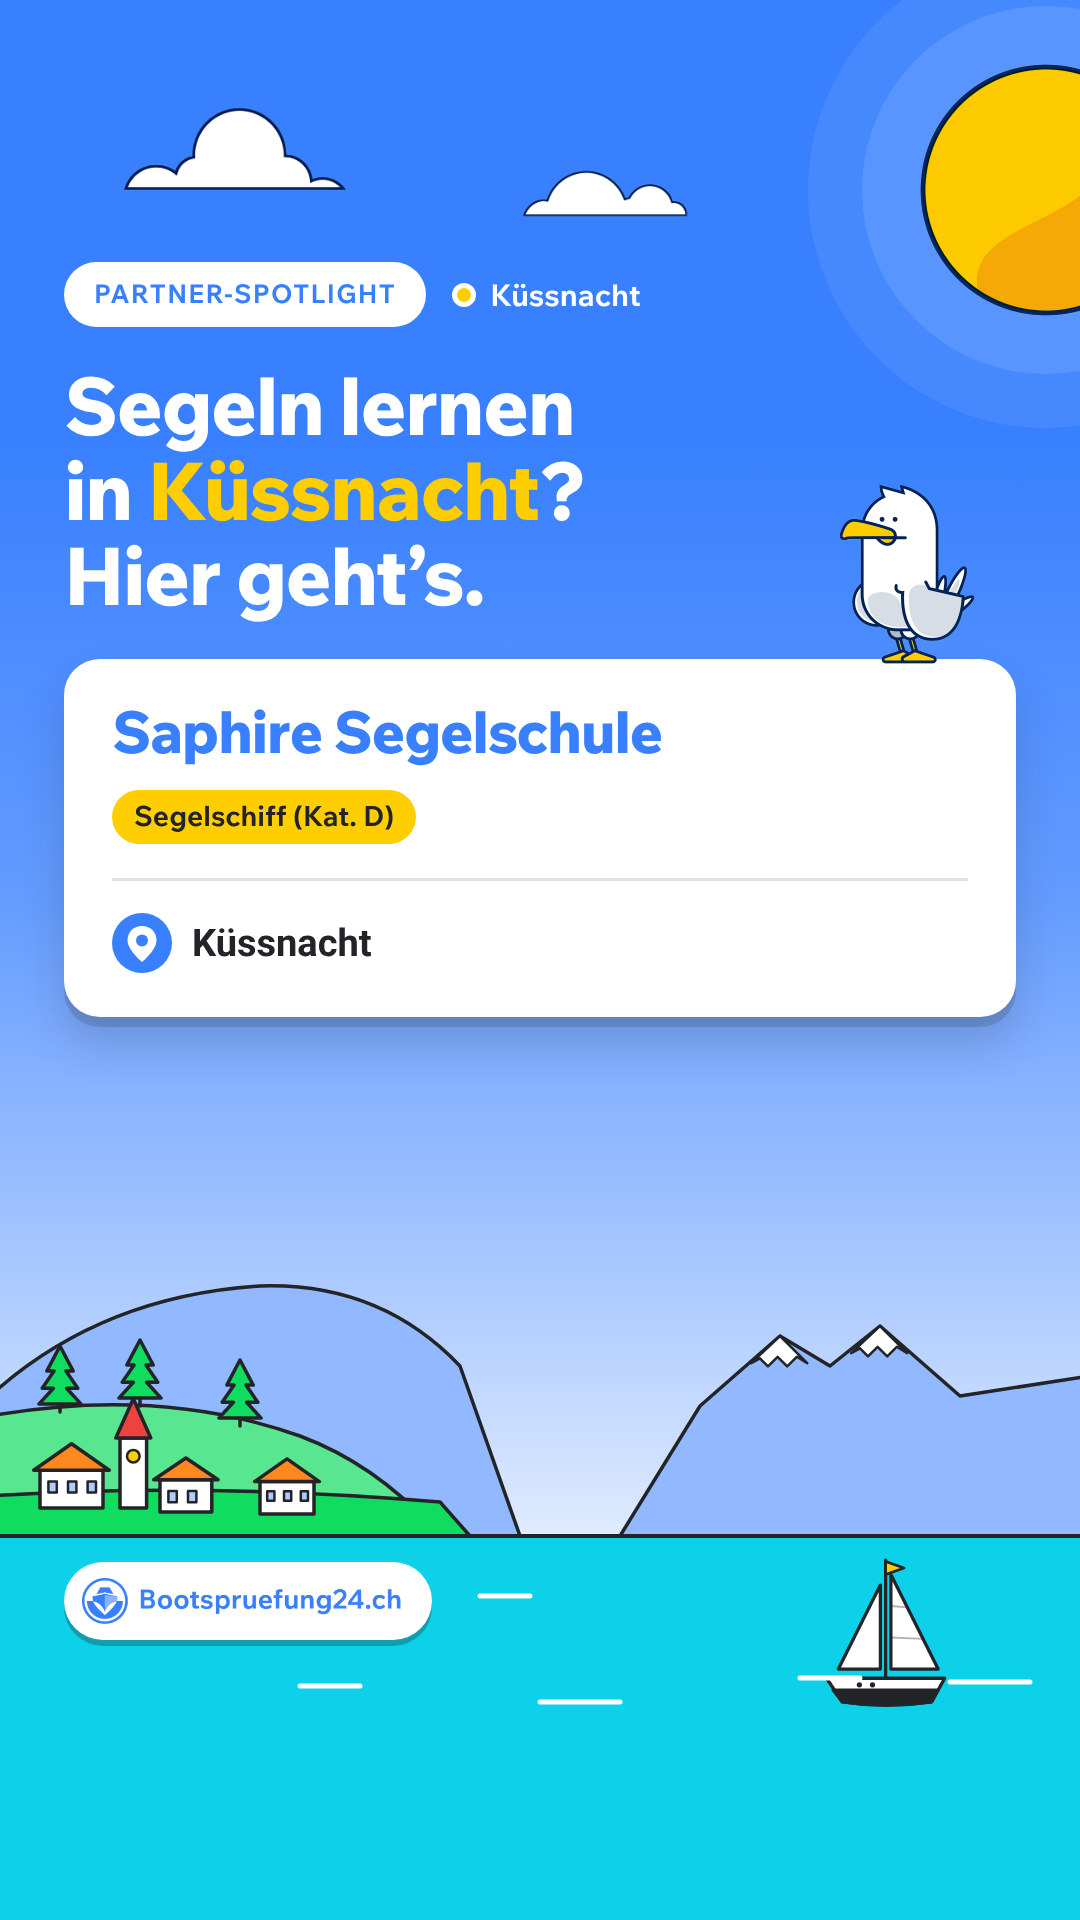 PARTNER-SPOTLIGHT
Küssnacht
Segeln lernen
in Küssnacht?
Hier geht’s.
Saphire Segelschule
Segelschiff (Kat. D)
Küssnacht
Bootspruefung24.ch